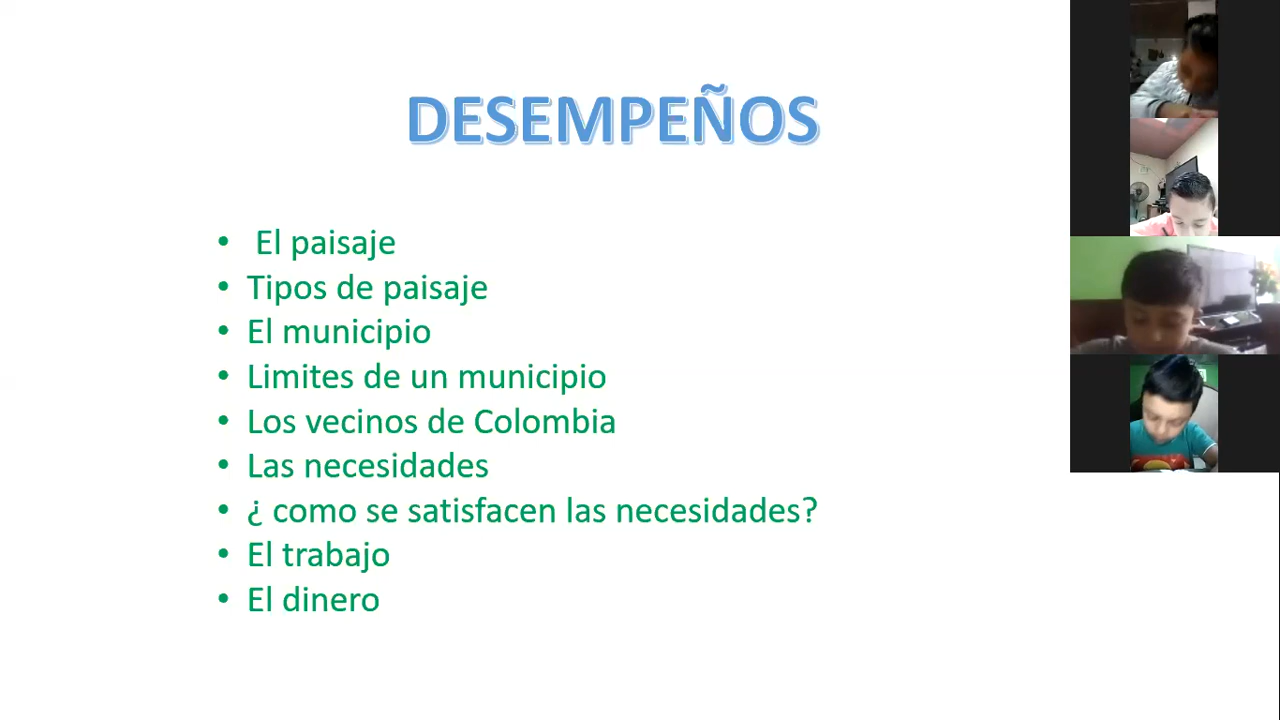 DESEMPEÑOS
• El paisaje
• Tipos de paisaje
• El municipio
• Limites de un municipio
• Los vecinos de Colombia
• Las necesidades
• ¿ como se satisfacen las necesidades?
• El trabajo
• El dinero